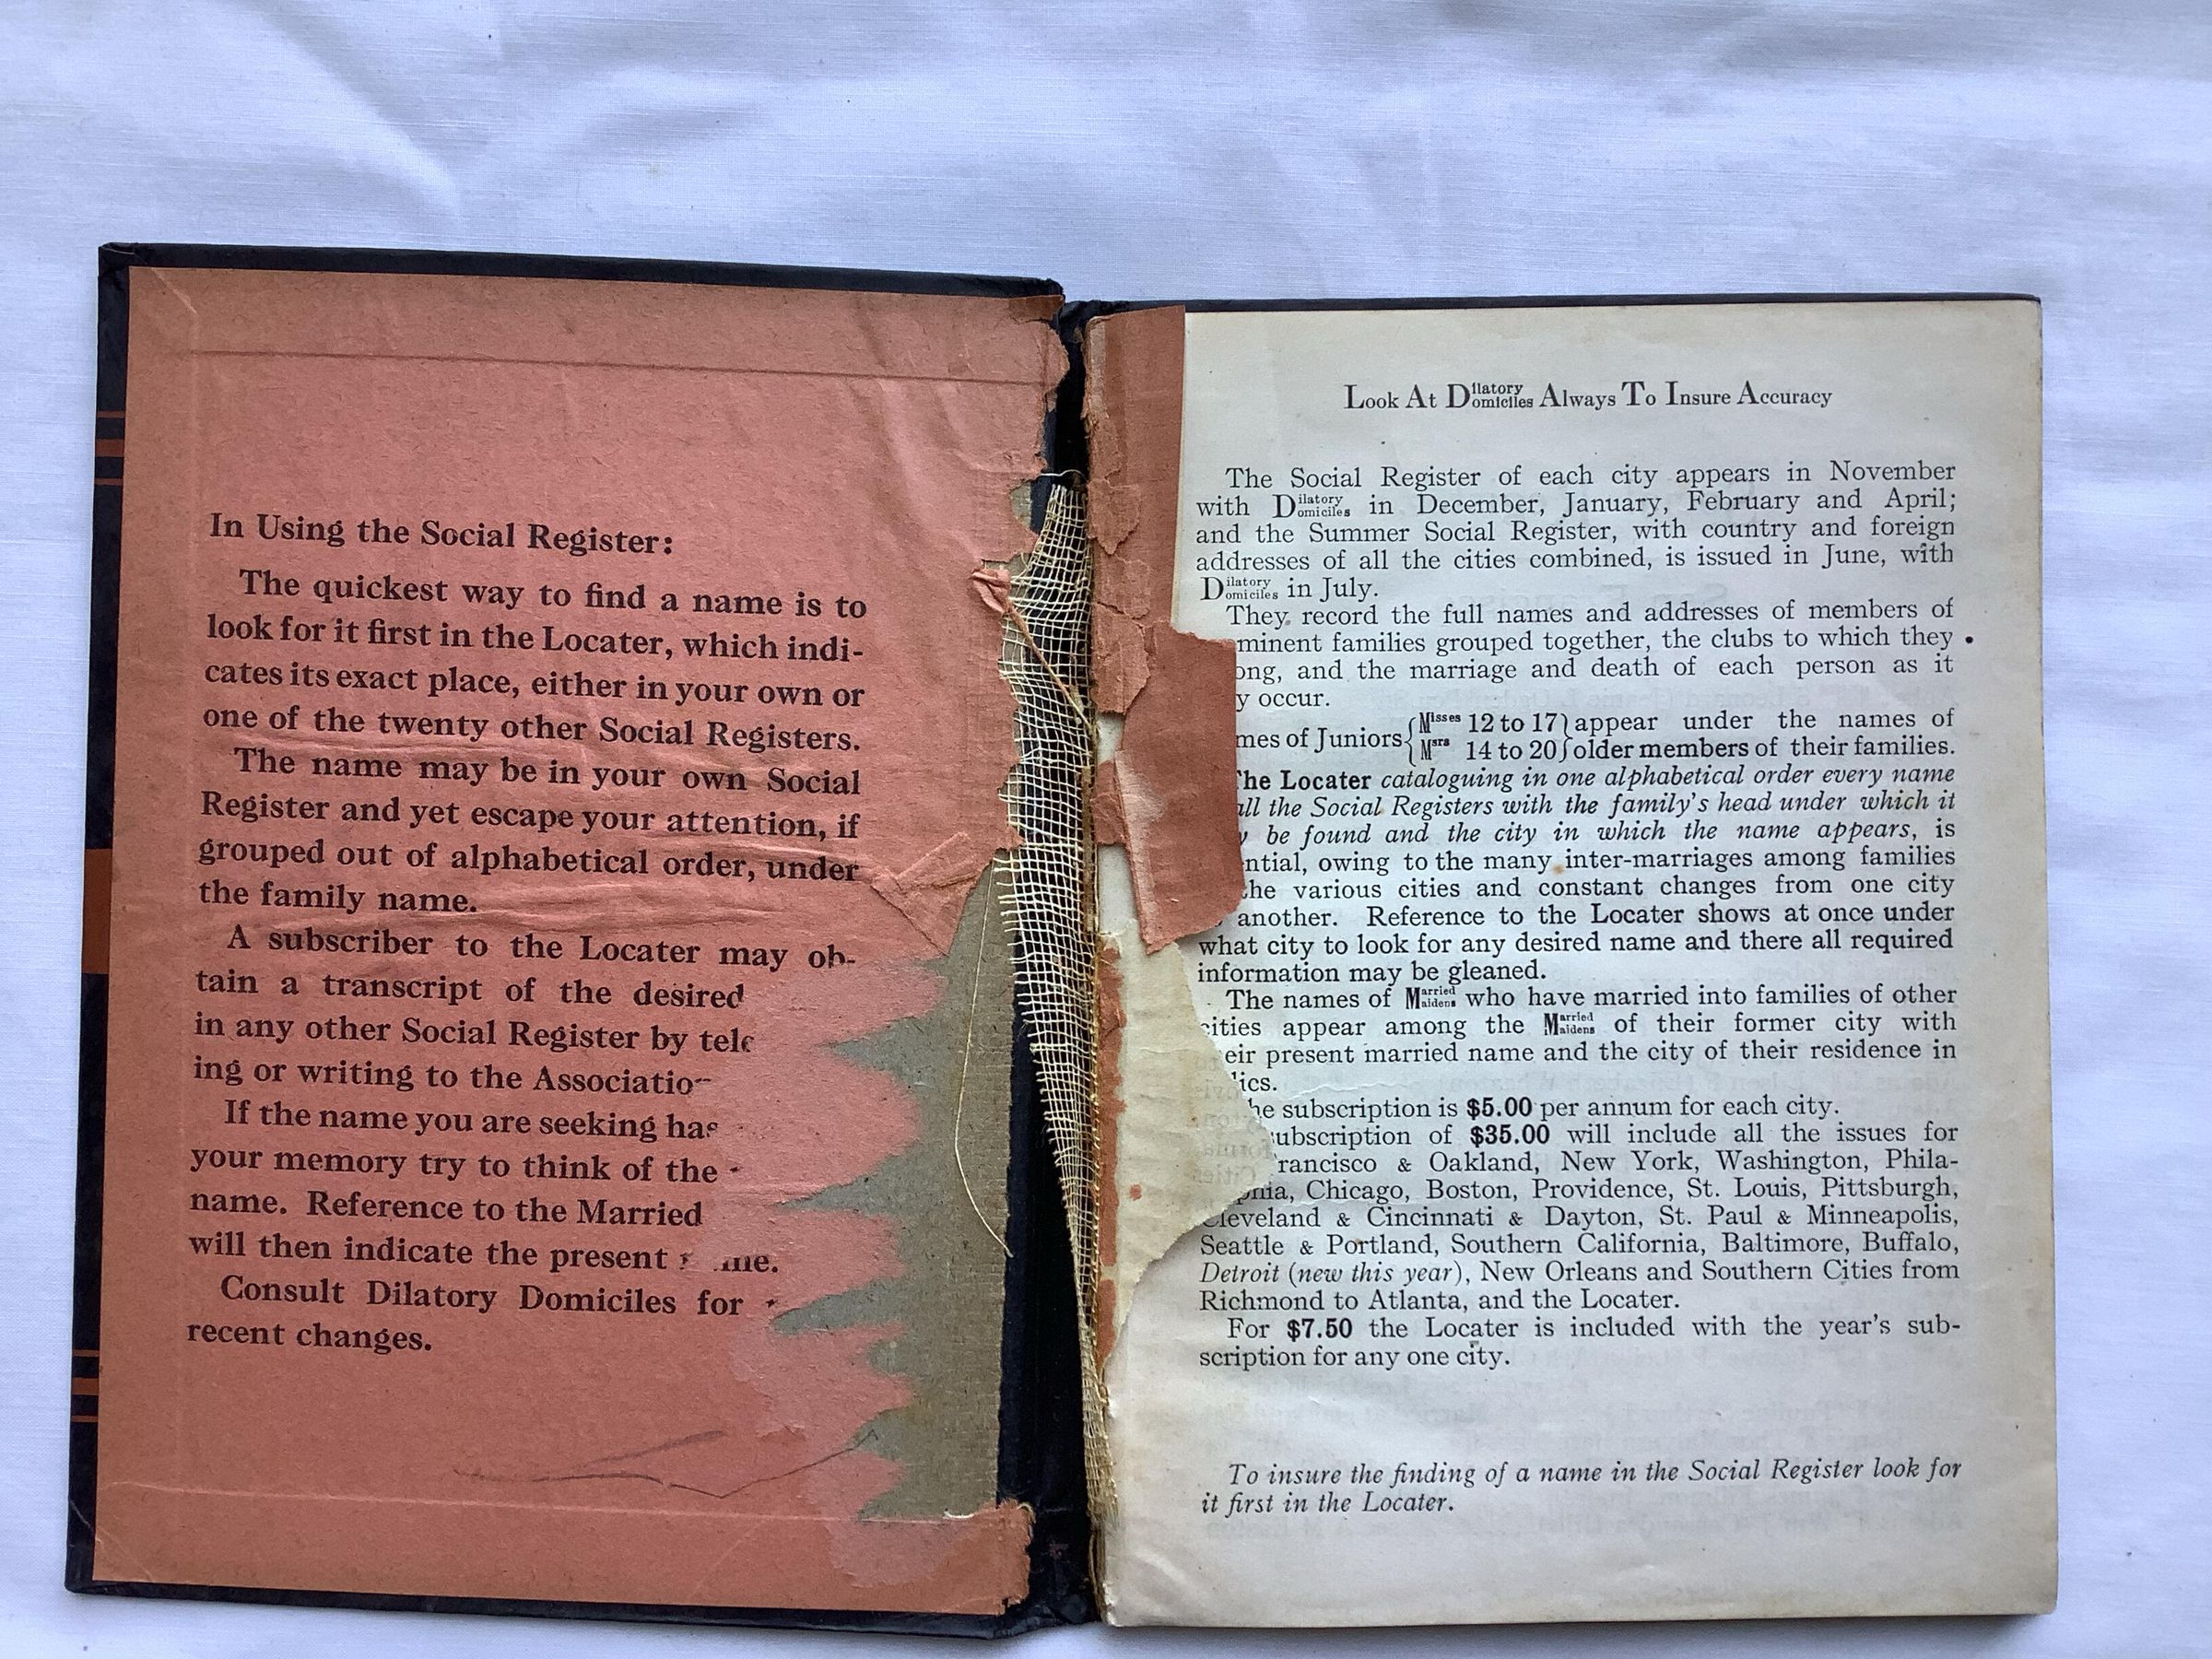 In Using the Social Register:
The quickest way to find a name is to
look for it first in the Locater, which indi-
cates its exact place, either in your own or
one of the twenty other Social Registers.
The name may be in your own Social
Register and yet escape your attention, if
grouped out of alphabetical order, under
the family name.
A subscriber to the Locater may ob-
tain a transcript of the desired
in any other Social Register by tele
ing or writing to the Associatio
If the name you are seeking has
your memory try to think of the
name. Reference to the Married
will then indicate the present
Consult Dilatory Domiciles for
recent changes.
Look At Dilatory Domiciles Always To Insure Accuracy
The Social Register of each city appears in November
with Dilatory Domiciles in December, January, February and April;
and the Summer Social Register, with country and foreign
addresses of all the cities combined, is issued in June, with
Dilatory Domiciles in July.
They record the full names and addresses of members of
minent families grouped together, the clubs to which they
ong, and the marriage and death of each person as it
y occur.
mes of Juniors { Misses 12 to 17 } appear under the names of
Msrs 14 to 20 } older members of their families.
The Locater cataloguing in one alphabetical order every name
all the Social Registers with the family's head under which it
y be found and the city in which the name appears, is
ntial, owing to the many inter-marriages among families
the various cities and constant changes from one city
another. Reference to the Locater shows at once under
what city to look for any desired name and there all required
information may be gleaned.
The names of Married Maidens who have married into families of other
cities appear among the Married Maidens of their former city with
eir present married name and the city of their residence in
lics.
he subscription is $5.00 per annum for each city.
ubscription of $35.00 will include all the issues for
rancisco & Oakland, New York, Washington, Phila-
phia, Chicago, Boston, Providence, St. Louis, Pittsburgh,
Cleveland & Cincinnati & Dayton, St. Paul & Minneapolis,
Seattle & Portland, Southern California, Baltimore, Buffalo,
Detroit (new this year), New Orleans and Southern Cities from
Richmond to Atlanta, and the Locater.
For $7.50 the Locater is included with the year's sub-
scription for any one city.
To insure the finding of a name in the Social Register look for
it first in the Locater.